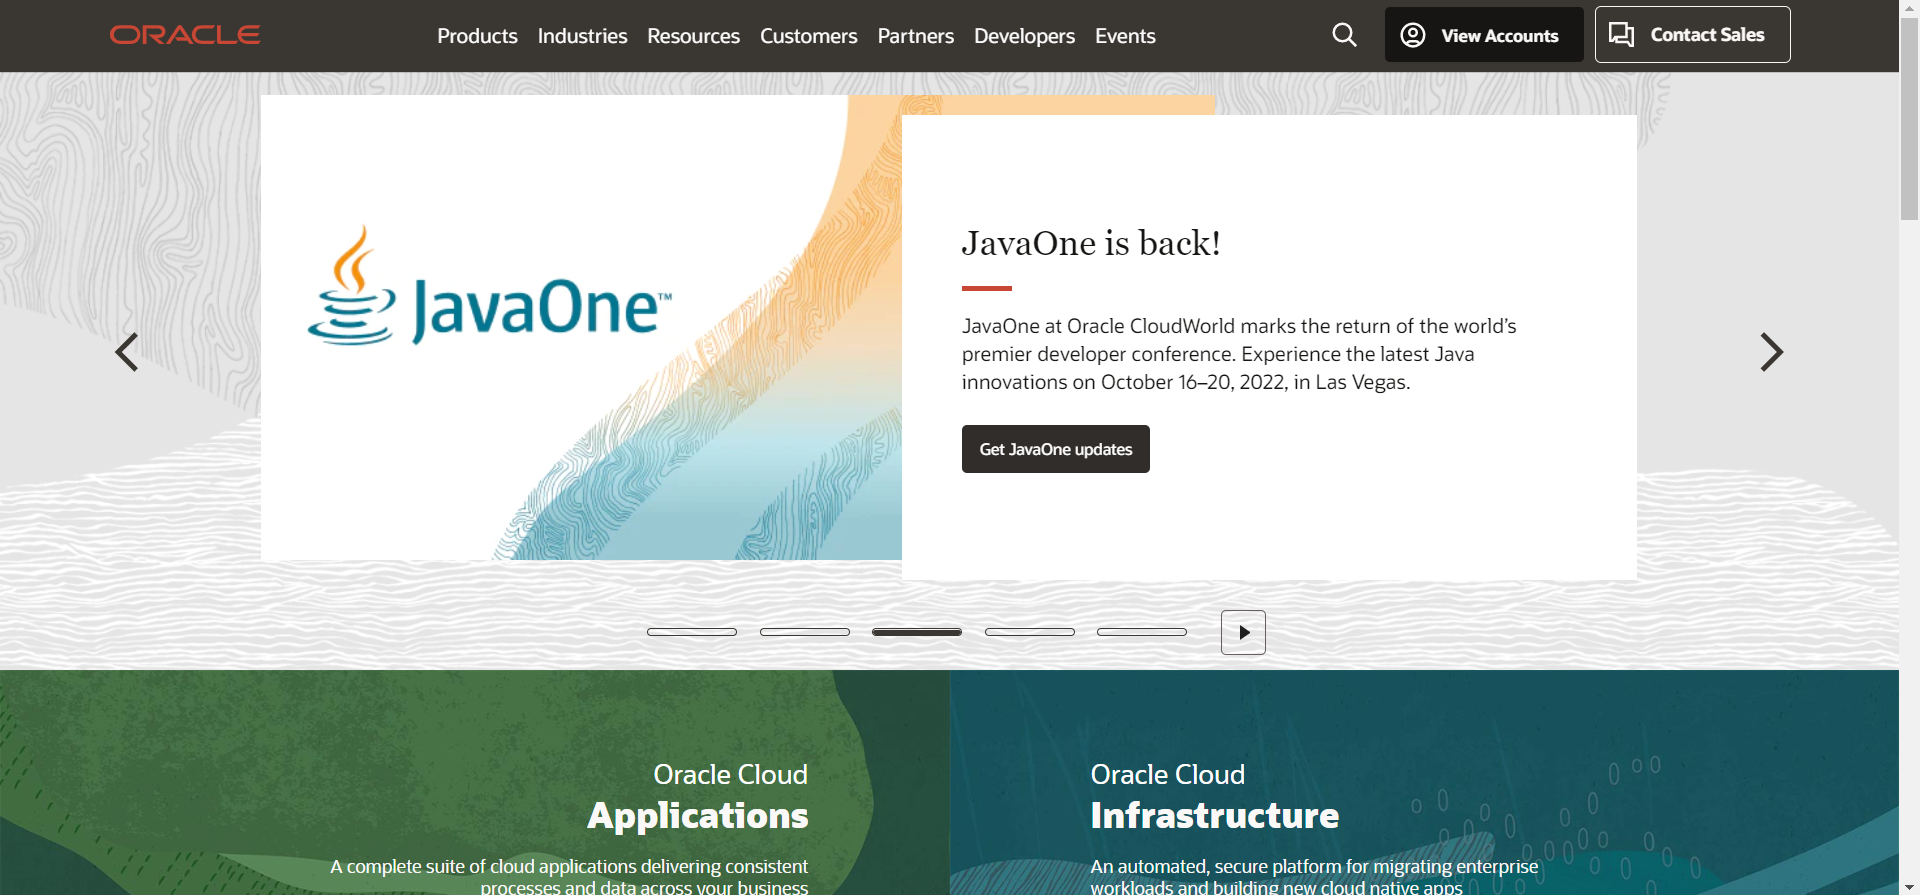 ORACLE
Products Industries Resources Customers Partners Developers Events
View Accounts
Contact Sales
JavaOne™
JavaOne is back!
JavaOne at Oracle CloudWorld marks the return of the world’s
premier developer conference. Experience the latest Java
innovations on October 16–20, 2022, in Las Vegas.
Get JavaOne updates
Oracle Cloud
Applications
A complete suite of cloud applications delivering consistent
processes and data across your business
Oracle Cloud
Infrastructure
An automated, secure platform for migrating enterprise
workloads and building new cloud native apps